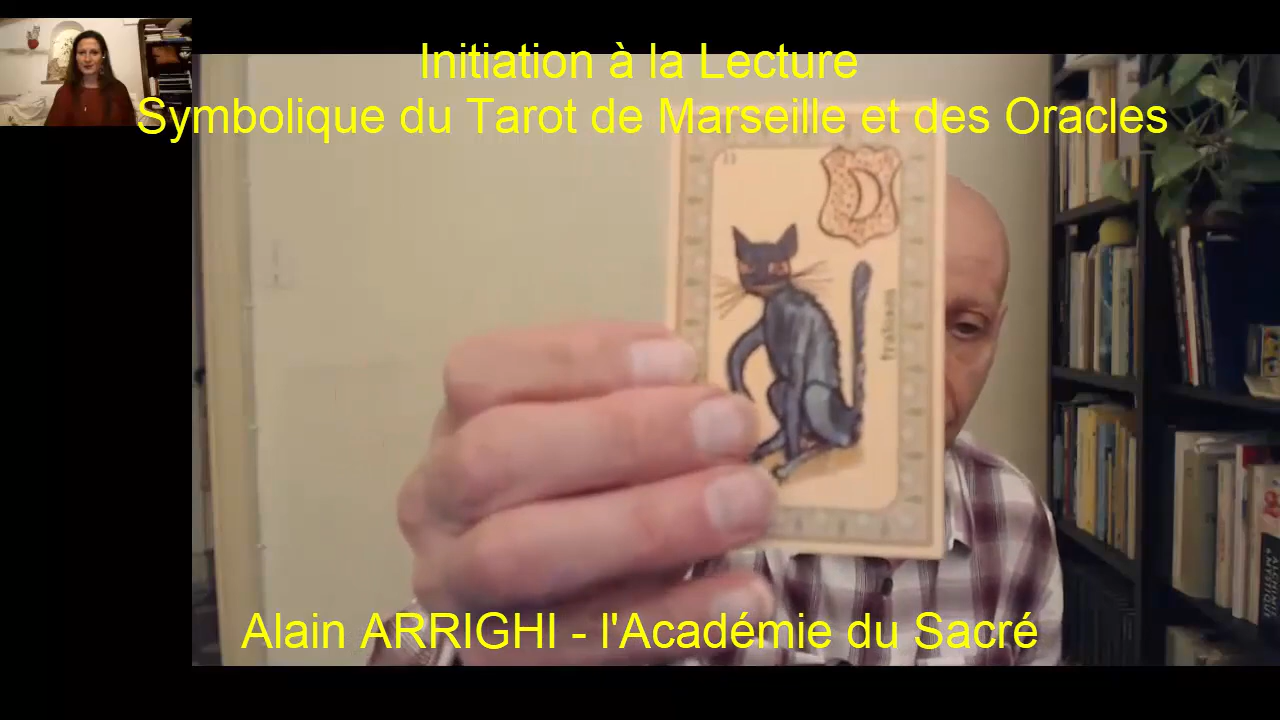 Initiation à la Lecture
Symbolique du Tarot de Marseille et des Oracles
Alain ARRIGHI - l'Académie du Sacré